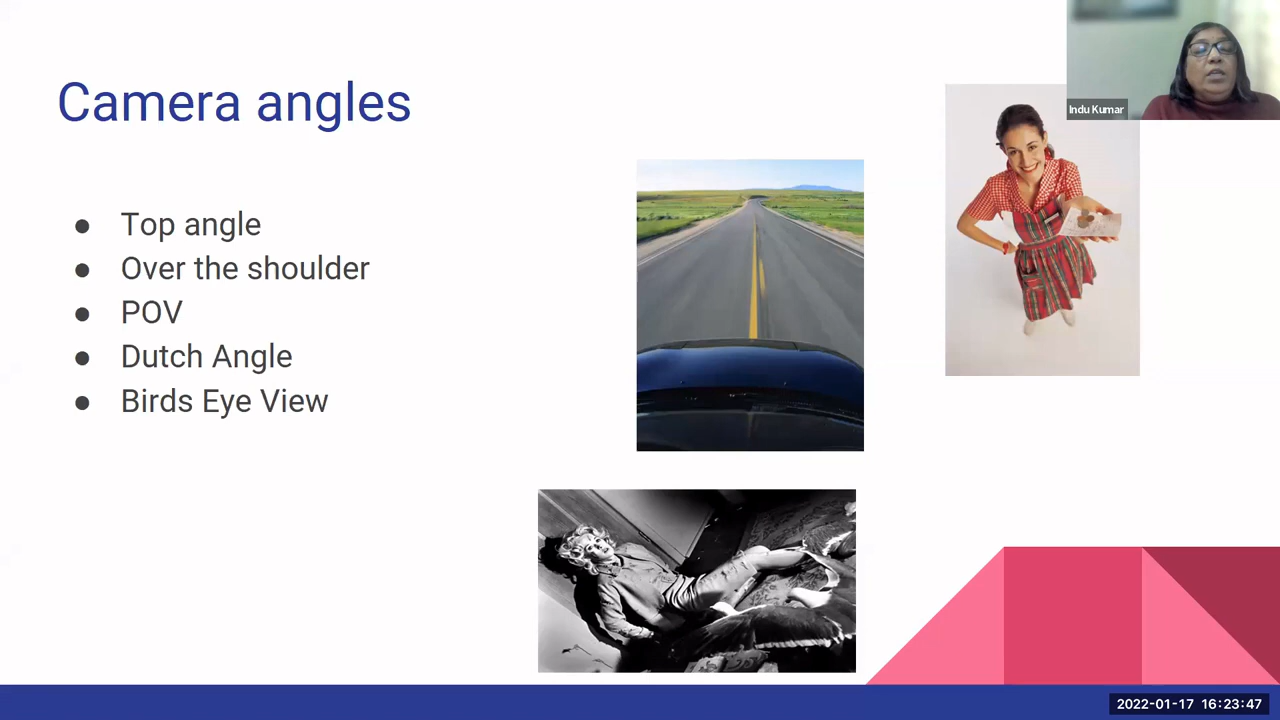 Camera angles
Indu Kumar
Top angle
Over the shoulder
POV
Dutch Angle
Birds Eye View
2022-01-17 16:23:47